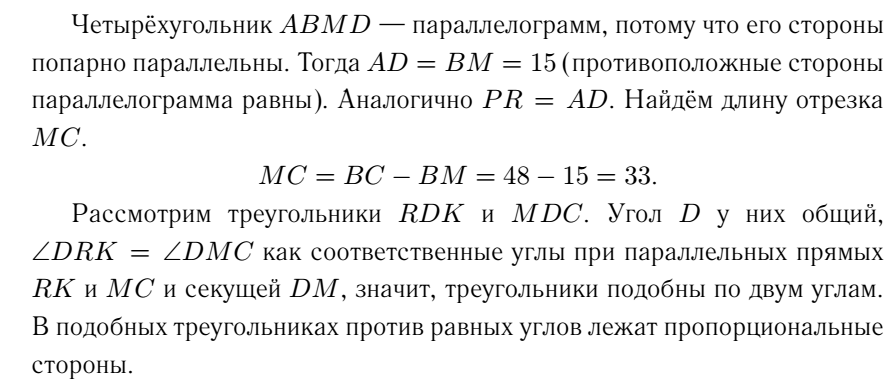 Четырёхугольник ABMD — параллелограмм, потому что его стороны
попарно параллельны. Тогда AD = BM = 15 (противоположные стороны
параллелограмма равны). Аналогично PR = AD. Найдём длину отрезка
MC.
MC = BC − BM = 48 − 15 = 33.
Рассмотрим треугольники RDK и MDC. Угол D у них общий,
∠DRK = ∠DMC как соответственные углы при параллельных прямых
RK и MC и секущей DM, значит, треугольники подобны по двум углам.
В подобных треугольниках против равных углов лежат пропорциональные
стороны.